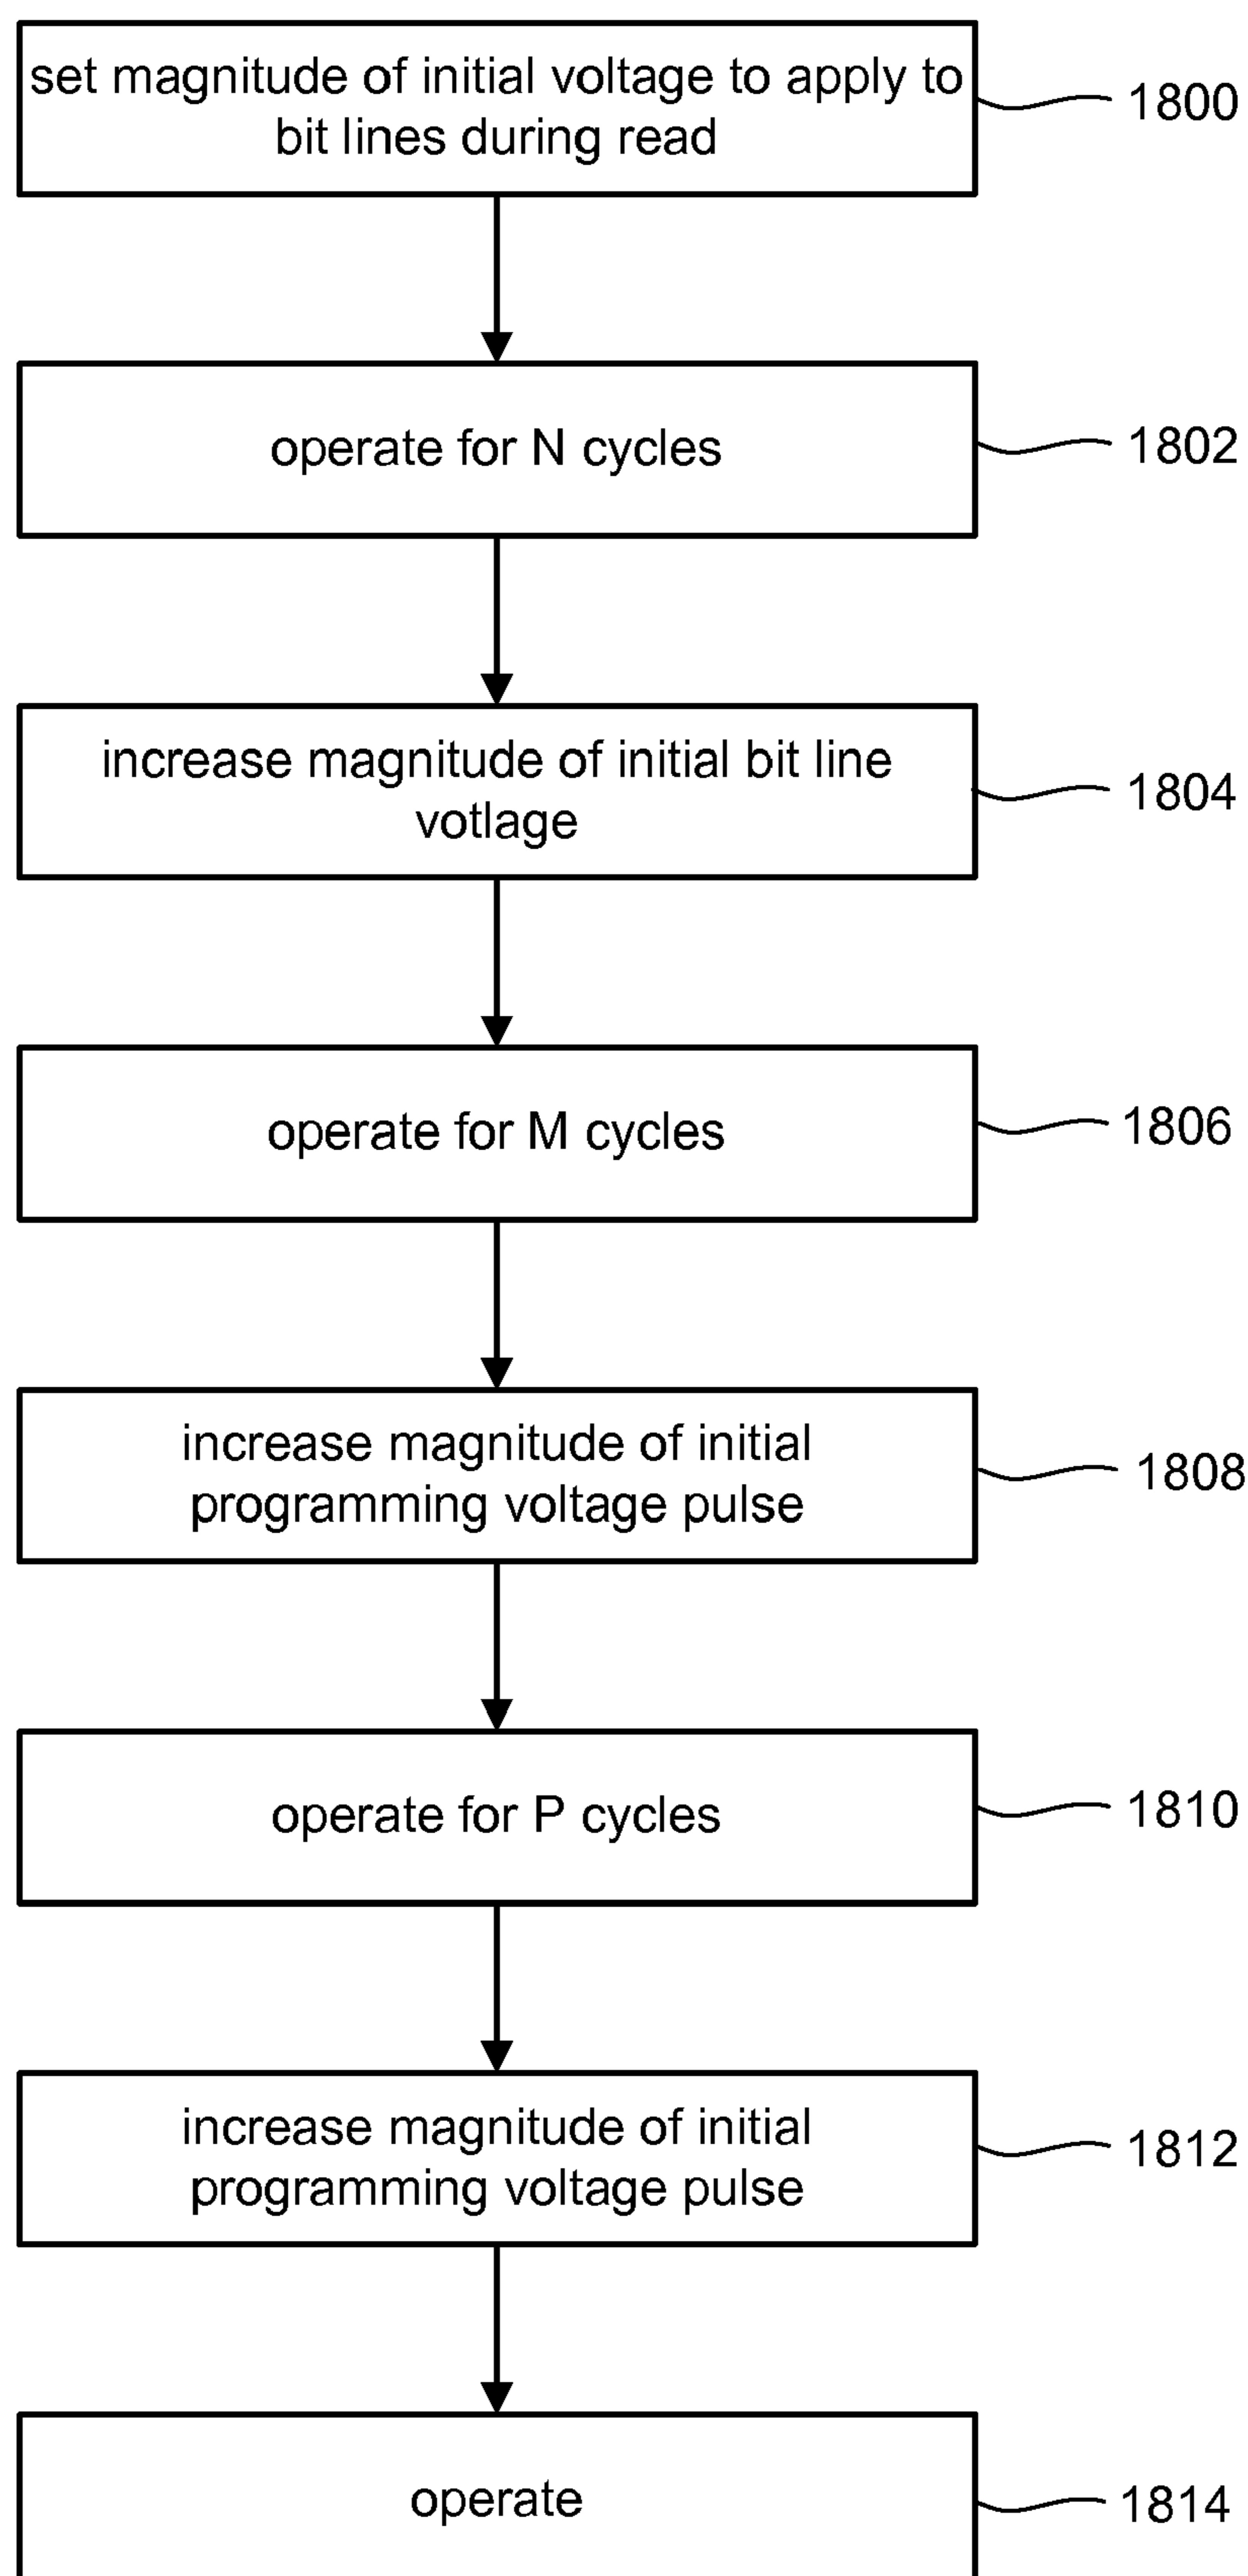 set magnitude of initial voltage to apply to
bit lines during read
1800
operate for N cycles
1802
increase magnitude of initial bit line
votlage
1804
operate for M cycles
1806
increase magnitude of initial
programming voltage pulse
1808
operate for P cycles
1810
increase magnitude of initial
programming voltage pulse
1812
operate
1814